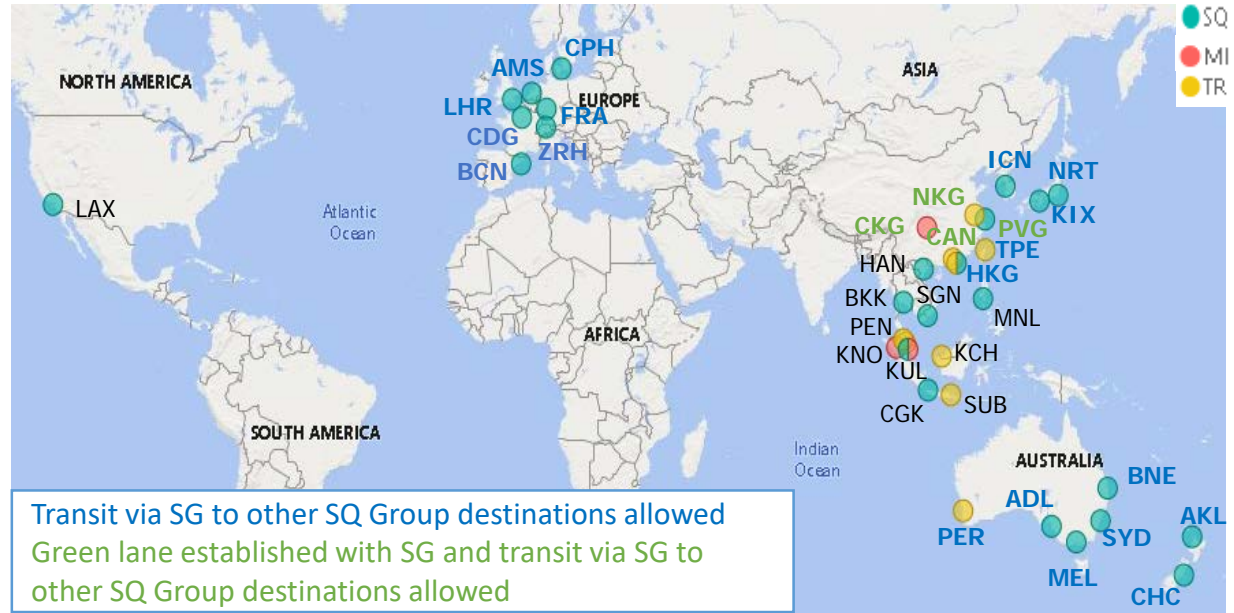 SQ
MI
TR
CPH
AMS
NORTH AMERICA
ASIA
EUROPE
LHR
FRA
CDG
ZRH
BCN
ICN
NRT
NKG
KIX
LAX
Atlantic
Ocean
CKG
CAN
PVG
TPE
HAN
HKG
BKK
SGN
MNL
PEN
AFRICA
KNO
KCH
KUL
CGK
SUB
SOUTH AMERICA
Indian
Ocean
AUSTRALIA
BNE
ADL
AKL
PER
SYD
MEL
CHC
Transit via SG to other SQ Group destinations allowed
Green lane established with SG and transit via SG to
other SQ Group destinations allowed